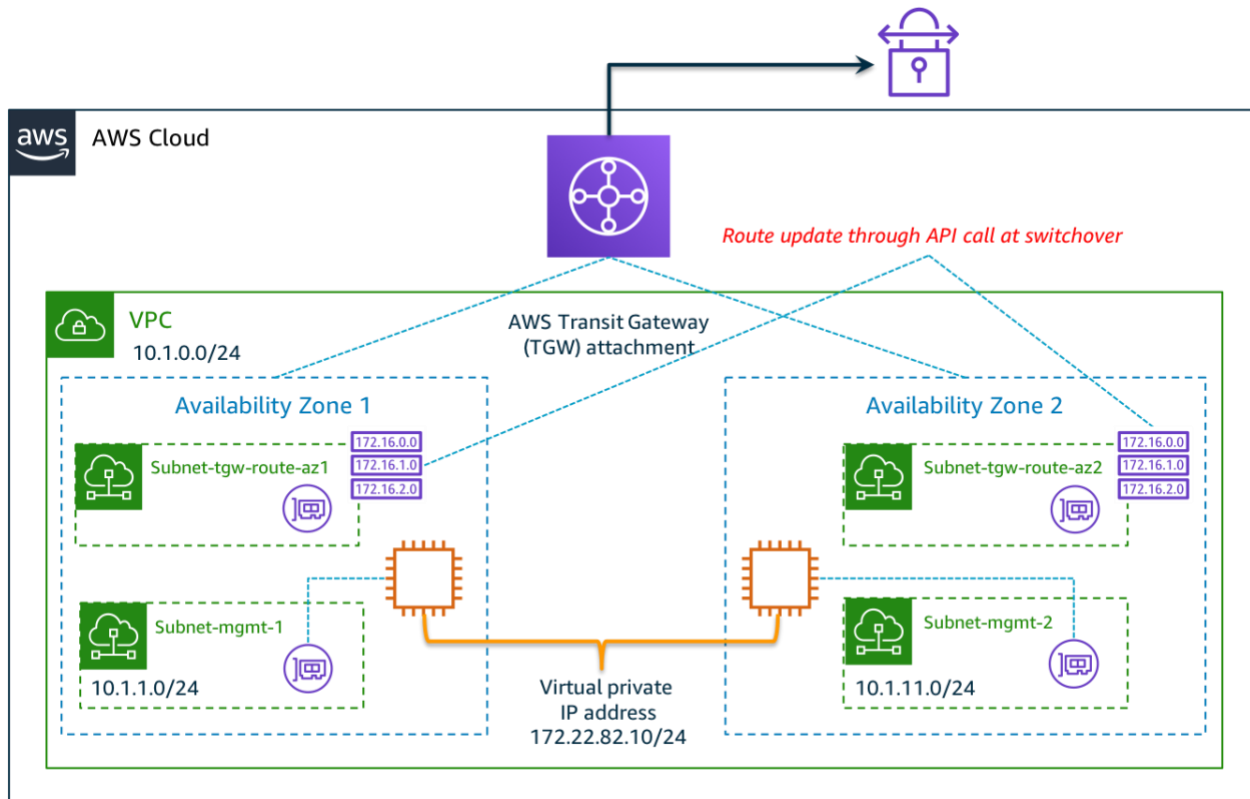 aws
AWS Cloud
Route update through API call at switchover
VPC
10.1.0.0/24
AWS Transit Gateway
(TGW) attachment
Availability Zone 1
Subnet-tgw-route-az1
172.16.0.0
172.16.1.0
172.16.2.0
Subnet-mgmt-1
10.1.1.0/24
Virtual private
IP address
172.22.82.10/24
Availability Zone 2
Subnet-tgw-route-az2
172.16.0.0
172.16.1.0
172.16.2.0
Subnet-mgmt-2
10.1.11.0/24